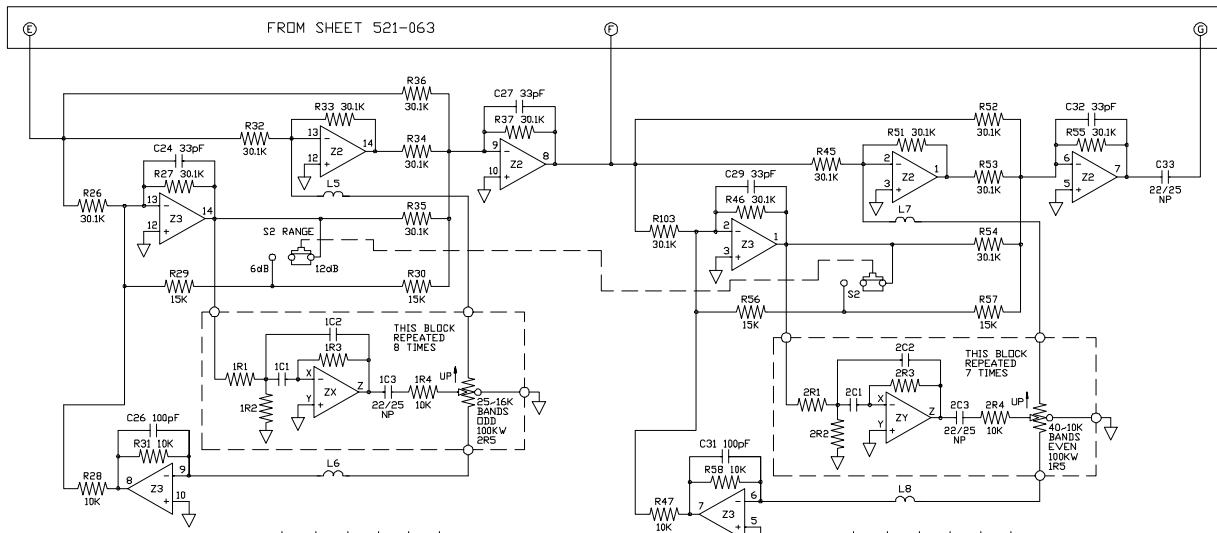 E
FROM SHEET 521-063
F
G
R36
30.1K
R33 30.1K
R32
30.1K
13
12
14
Z2
R34
30.1K
C27 33pF
R37 30.1K
9
10
8
Z2
C24 33pF
R27 30.1K
R26
30.1K
13
12
14
Z3
L5
R35
30.1K
S2 RANGE
6dB
12dB
R29
15K
R30
15K
1C2
1R3
THIS BLOCK
REPEATED
8 TIMES
1R1
1C1
1R2
X
Y
Z
ZX
1C3
22/25
NP
1R4
10K
UP
25~16K
BANDS
ODD
100KW
2R5
C26 100pF
R31 10K
R28
10K
8
9
10
Z3
L6
R52
30.1K
R51 30.1K
R45
30.1K
2
3
1
Z2
R53
30.1K
C32 33pF
R55 30.1K
6
5
7
Z2
C33
22/25
NP
C29 33pF
R46 30.1K
R103
30.1K
2
3
1
Z3
L7
R54
30.1K
S2
R56
15K
R57
15K
2C2
2R3
THIS BLOCK
REPEATED
7 TIMES
2R1
2C1
2R2
X
Y
Z
ZY
2C3
22/25
NP
2R4
10K
UP
40~10K
BANDS
EVEN
100KW
1R5
C31 100pF
R58 10K
R47
10K
7
6
5
Z3
L8